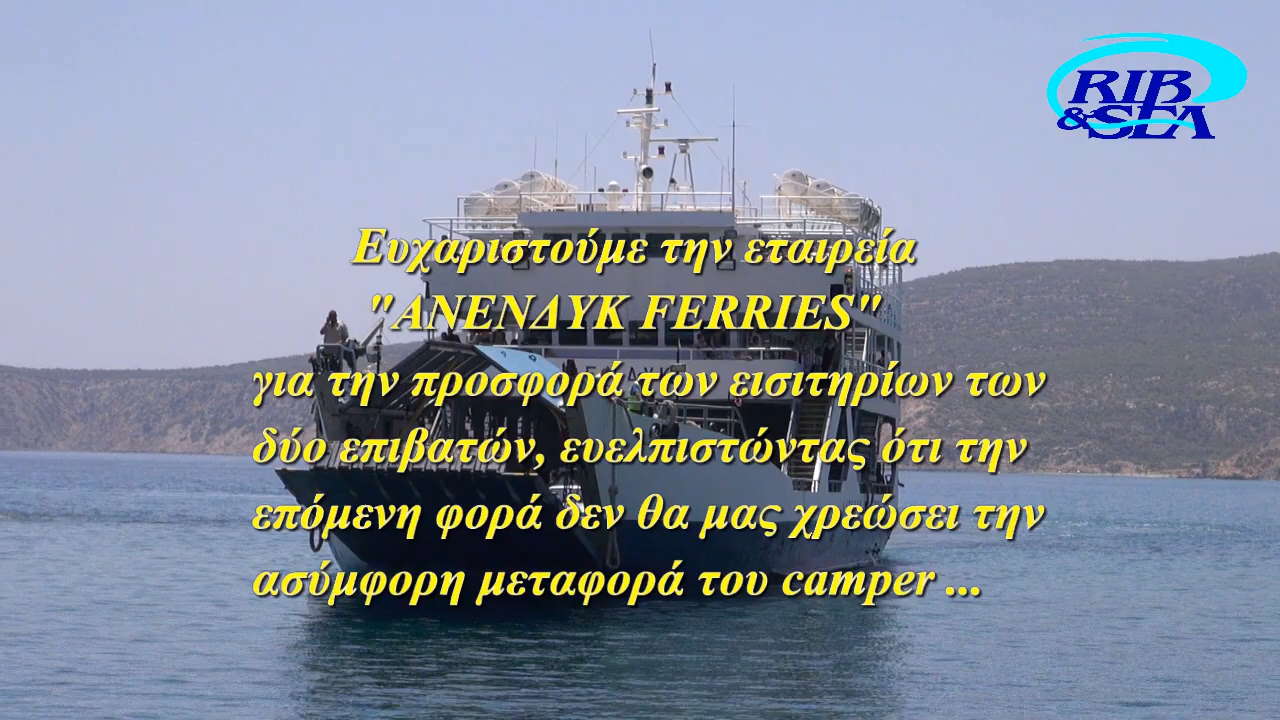 RIB
&SEA
Ευχαριστούμε την εταιρεία
"ΑΝΕΝΔΥΚ FERRIES"
για την προσφορά των εισιτηρίων των
δύο επιβατών, ευελπιστώντας ότι την
επόμενη φορά δεν θα μας χρεώσει την
ασύμφορη μεταφορά του camper ...